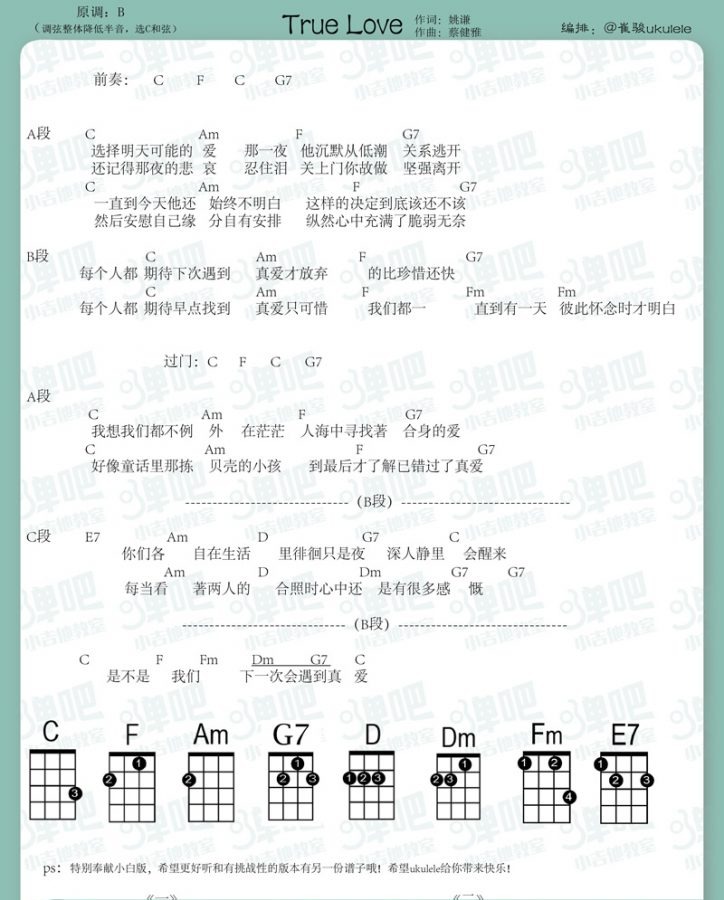 原调：B
（调弦整体降低半音，选C和弦）
True Love
作词：姚谦
作曲：蔡健雅
编排：@崔骏ukulele
前奏： C F C G7
A段 C Am F G7
选择明天可能的 爱 那一夜 他沉默从低潮 关系逃开
还记得那夜的悲 哀 忍住泪 关上门你故做 坚强离开
C Am F G7
一直到今天他还 始终不明白 这样的决定到底该还不该
然后安慰自己缘 分自有安排 纵然心中充满了脆弱无奈
B段 C Am F G7
每个人都 期待下次遇到 真爱才放弃 的比珍惜还快
C Am F Fm Fm
每个人都 期待早点找到 真爱只可惜 我们都一 直到有一天 彼此怀念时才明白
过门：C F C G7
A段
C Am F G7
我想我们都不例 外 在茫茫 人海中寻找著 合身的爱
C Am F G7
好像童话里那拣 贝壳的小孩 到最后才了解已错过了真爱
---------------------------- （B段） -----------------------------
C段 E7 Am D G7 C
你们各 自在生活 里徘徊只是夜 深人静里 会醒来
Am D Dm G7 G7
每当看 著两人的 合照时心中还 是有很多感 慨
---------------------------- （B段） -----------------------------
C F Fm Dm G7 C
是不是 我们 下一次会遇到真 爱
C F Am G7 D Dm Fm E7
3 1 2 2 1 2 3 1 2 3 1 2 3 1 2 4 1 2 3
ps：特别奉献小白版，希望更好听和有挑战性的版本有另一份谱子哦！希望ukulele给你带来快乐！
弹吧
小吉他教室